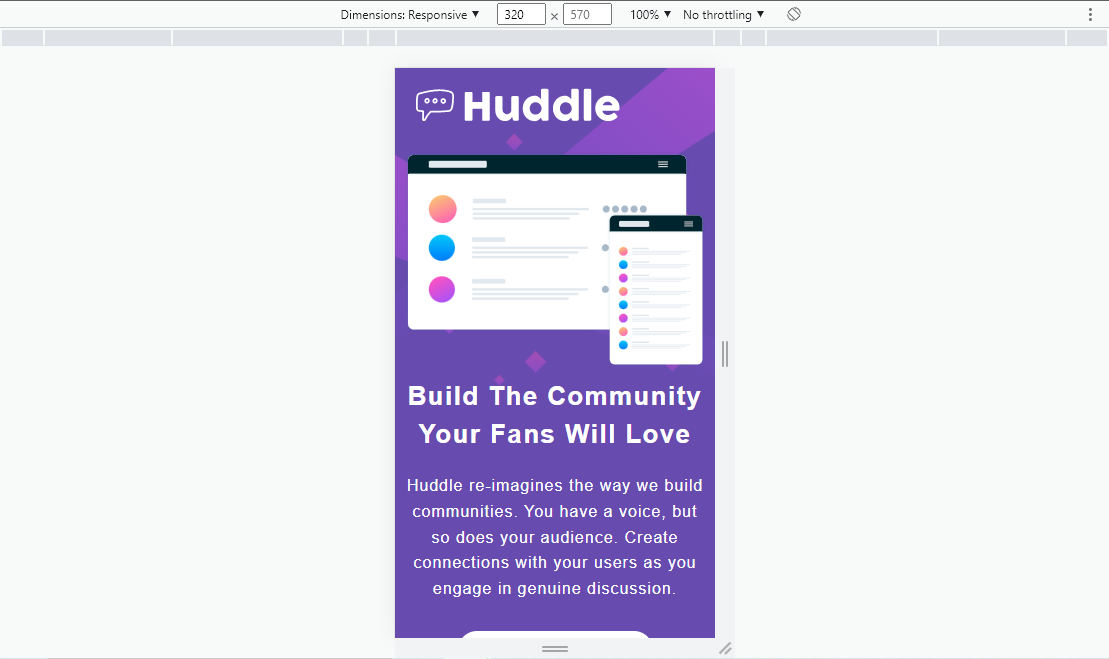 Dimensions: Responsive ▼ 320 × 570 100% ▼ No throttling ▼
Huddle
Build The Community
Your Fans Will Love
Huddle re-imagines the way we build
communities. You have a voice, but
so does your audience. Create
connections with your users as you
engage in genuine discussion.